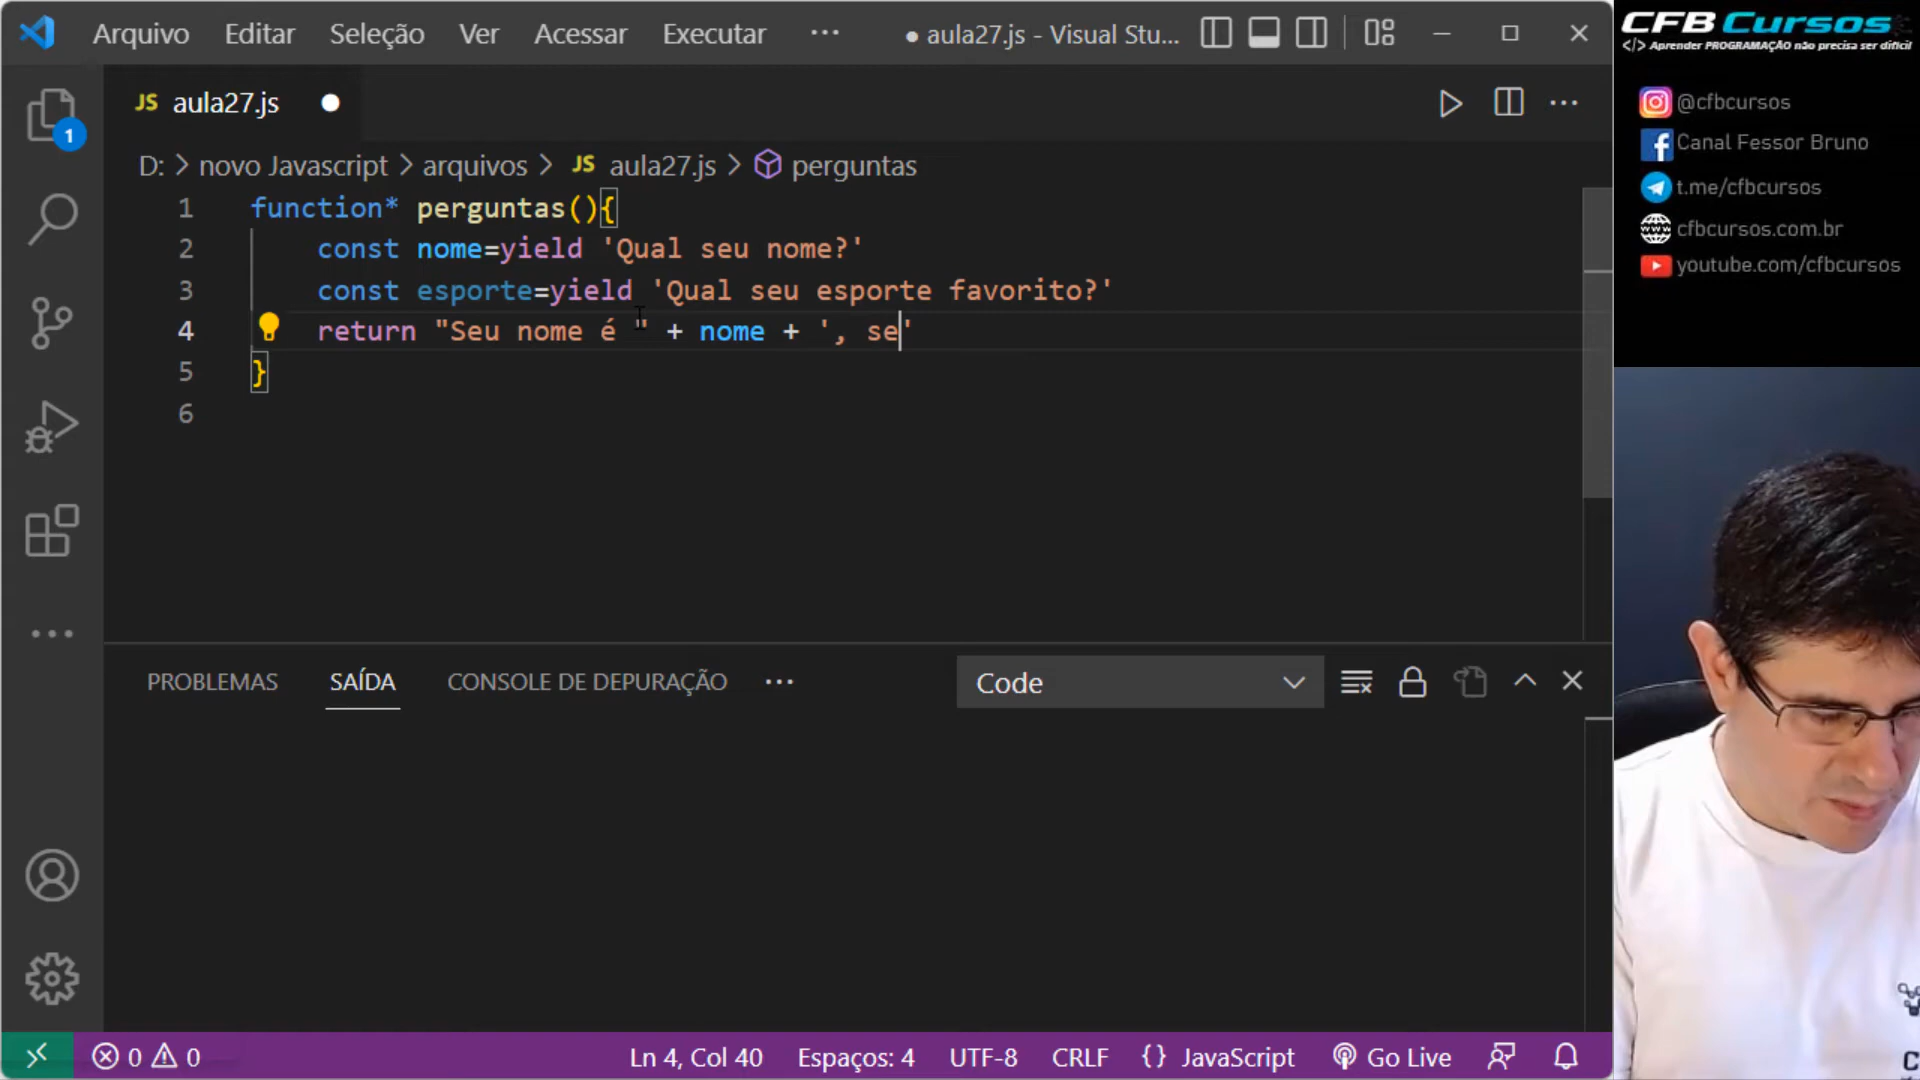 Arquivo Editar Seleção Ver Acessar Executar ··· ● aula27.js - Visual Stu...
JS aula27.js ●
D: > novo Javascript > arquivos > JS aula27.js > perguntas
1 function* perguntas(){
2 const nome=yield 'Qual seu nome?'
3 const esporte=yield 'Qual seu esporte favorito?'
4 return "Seu nome é " + nome + ', se'
5 }
6
1
PROBLEMAS SAÍDA CONSOLE DE DEPURAÇÃO ··· Code
0 0 Ln 4, Col 40 Espaços: 4 UTF-8 CRLF {} JavaScript Go Live
CFB Cursos
</> Aprender PROGRAMAÇÃO não precisa ser difícil
@cfbcursos
Canal Fessor Bruno
t.me/cfbcursos
cfbcursos.com.br
youtube.com/cfbcursos